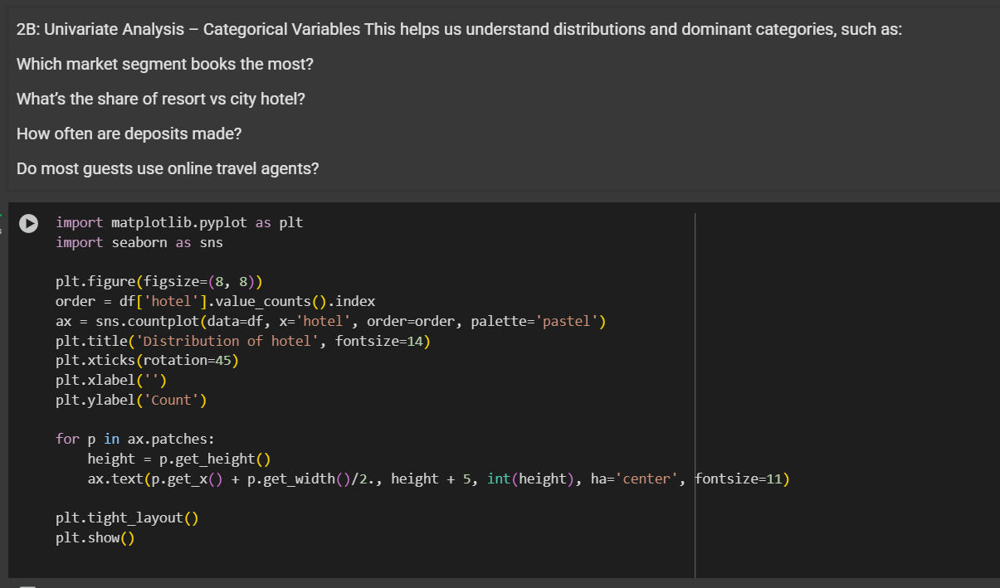 2B: Univariate Analysis – Categorical Variables This helps us understand distributions and dominant categories, such as:
Which market segment books the most?
What's the share of resort vs city hotel?
How often are deposits made?
Do most guests use online travel agents?
import matplotlib.pyplot as plt
import seaborn as sns
plt.figure(figsize=(8, 8))
order = df['hotel'].value_counts().index
ax = sns.countplot(data=df, x='hotel', order=order, palette='pastel')
plt.title('Distribution of hotel', fontsize=14)
plt.xticks(rotation=45)
plt.xlabel('')
plt.ylabel('Count')
for p in ax.patches:
    height = p.get_height()
    ax.text(p.get_x() + p.get_width()/2., height + 5, int(height), ha='center', fontsize=11)
plt.tight_layout()
plt.show()